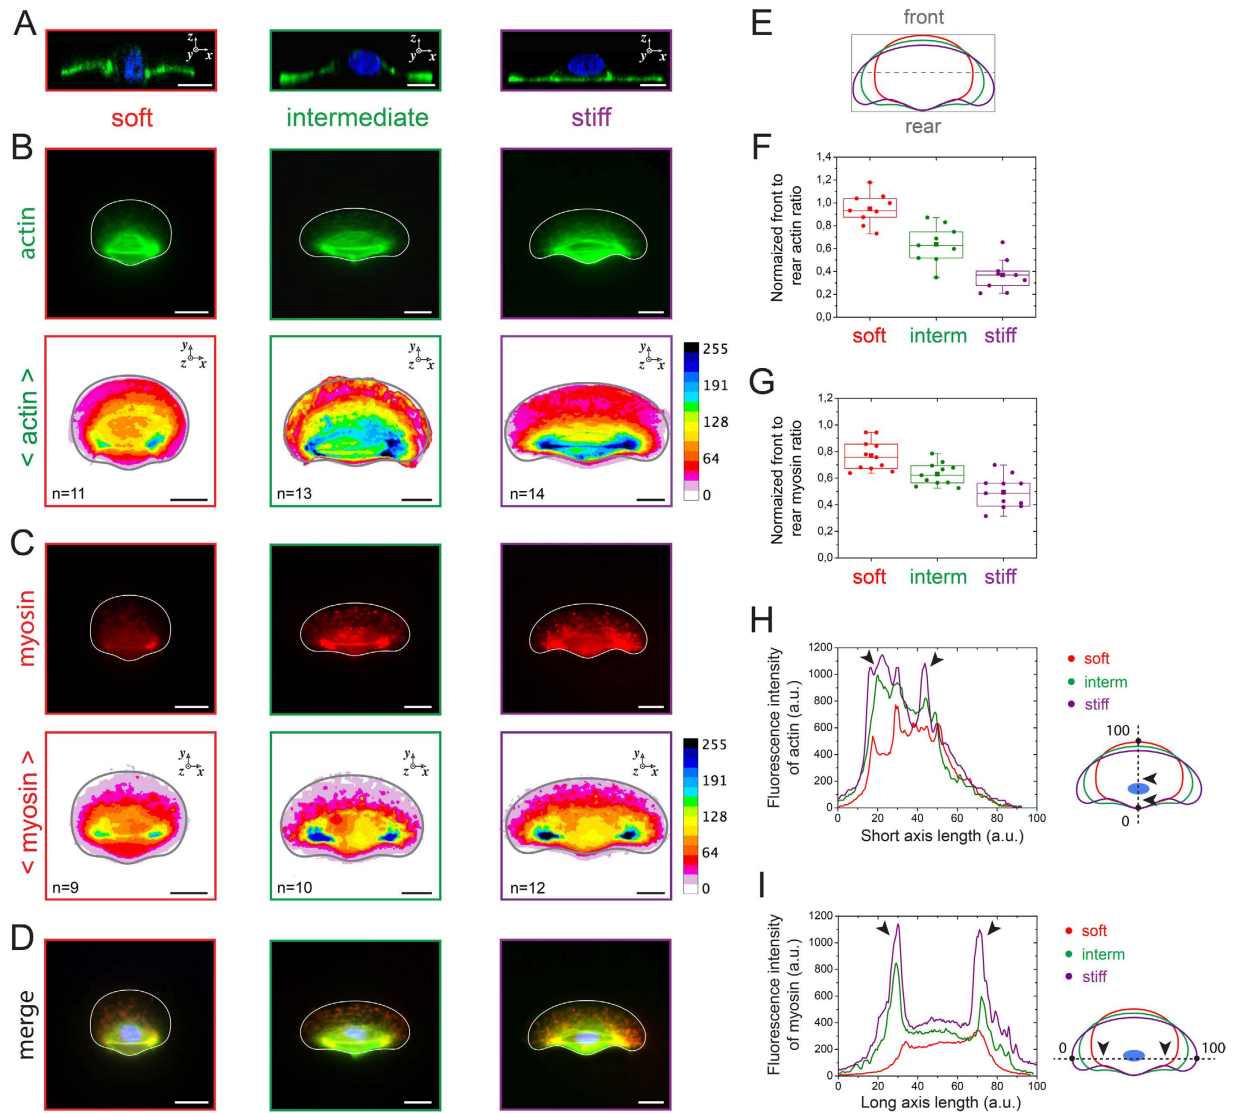 A
z
y x
z
y x
z
y x
soft
intermediate
stiff
B
actin
< actin >
y
z x
y
z x
y
z x
n=11
n=13
n=14
255
191
128
64
0
C
myosin
< myosin >
y
z x
y
z x
y
z x
n=9
n=10
n=12
255
191
128
64
0
D
merge
E
front
rear
F
Normaized front to
rear actin ratio
1,4
1,2
1,0
0,8
0,6
0,4
0,2
0,0
soft interm stiff
G
Normaized front to
rear myosin ratio
1,2
1,0
0,8
0,6
0,4
0,2
0,0
soft interm stiff
H
Fluorescence intensity
of actin (a.u.)
1200
1000
800
600
400
200
0
0 20 40 60 80 100
Short axis length (a.u.)
soft
interm
stiff
100
0
I
Fluorescence intensity
of myosin (a.u.)
1200
1000
800
600
400
200
0
0 20 40 60 80 100
Long axis length (a.u.)
soft
interm
stiff
0 100